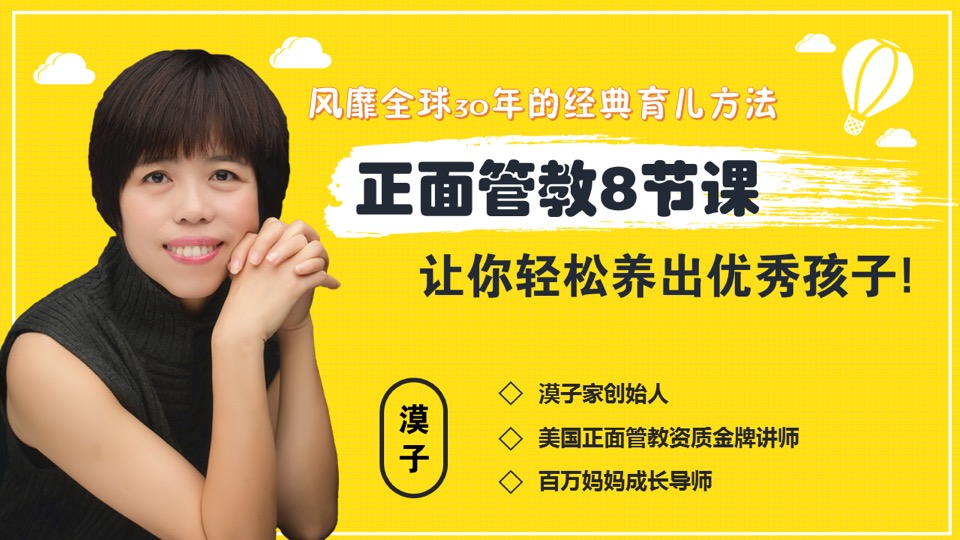 风靡全球30年的经典育儿方法
正面管教8节课
让你轻松养出优秀孩子!
漠子
漠子家创始人
美国正面管教资质金牌讲师
百万妈妈成长导师